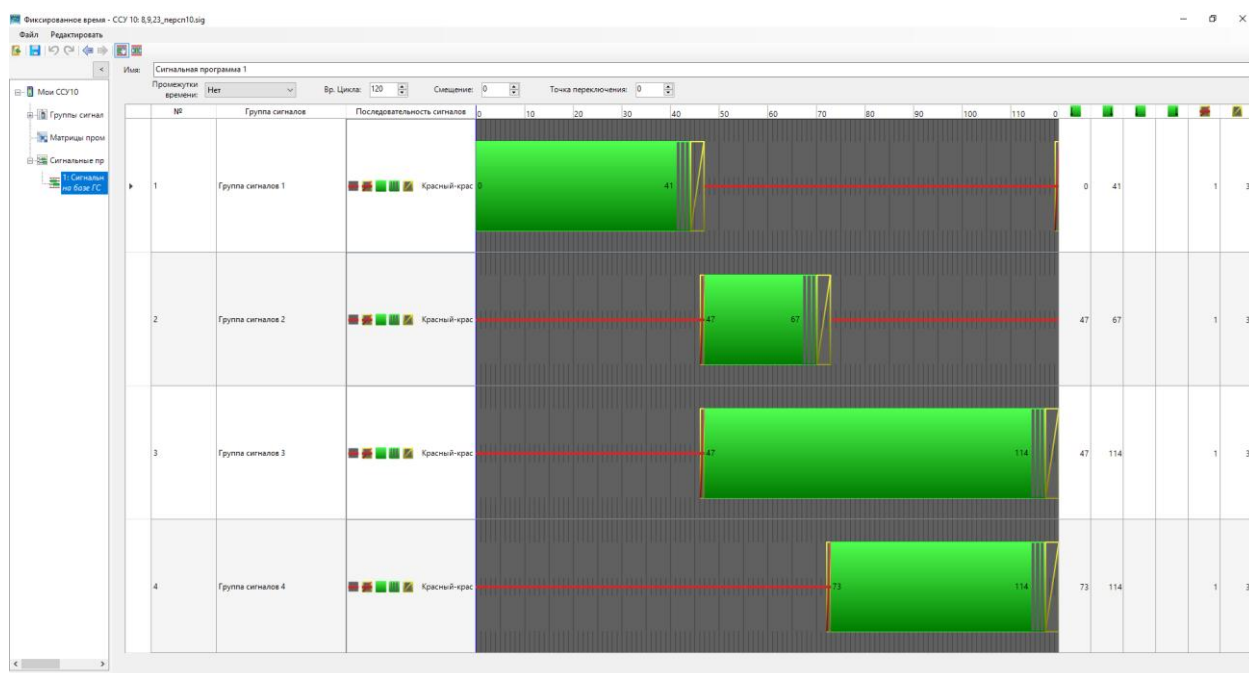 Фиксированное время - ССУ 10: 8,9,23_персп10.sig
Файл Редактировать
Имя: Сигнальная программа 1
Промежутки времени: Нет Вр. Цикла: 120 Смещение: 0 Точка переключения: 0
Мои ССУ10
Группы сигнал
Матрицы пром
Сигнальные пр
1: Сигнальн
на базе ГС
№ Группа сигналов Последовательность сигналов 0 10 20 30 40 50 60 70 80 90 100 110 0
1 Группа сигналов 1 Красный-крас 0 41 0 41 1 3
2 Группа сигналов 2 Красный-крас 47 67 47 67 1 3
3 Группа сигналов 3 Красный-крас 47 114 47 114 1 3
4 Группа сигналов 4 Красный-крас 73 114 73 114 1 3